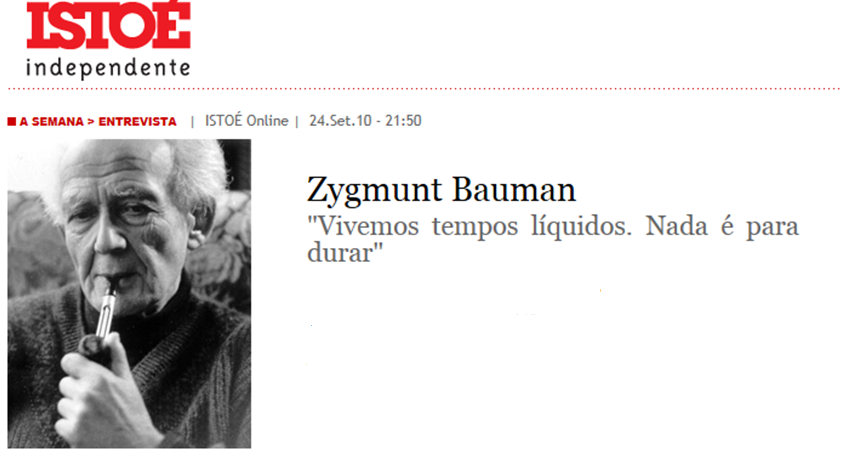 ISTOÉ
independente
A SEMANA > ENTREVISTA | ISTOÉ Online | 24.Set.10 - 21:50
Zygmunt Bauman
"Vivemos tempos líquidos. Nada é para
durar"